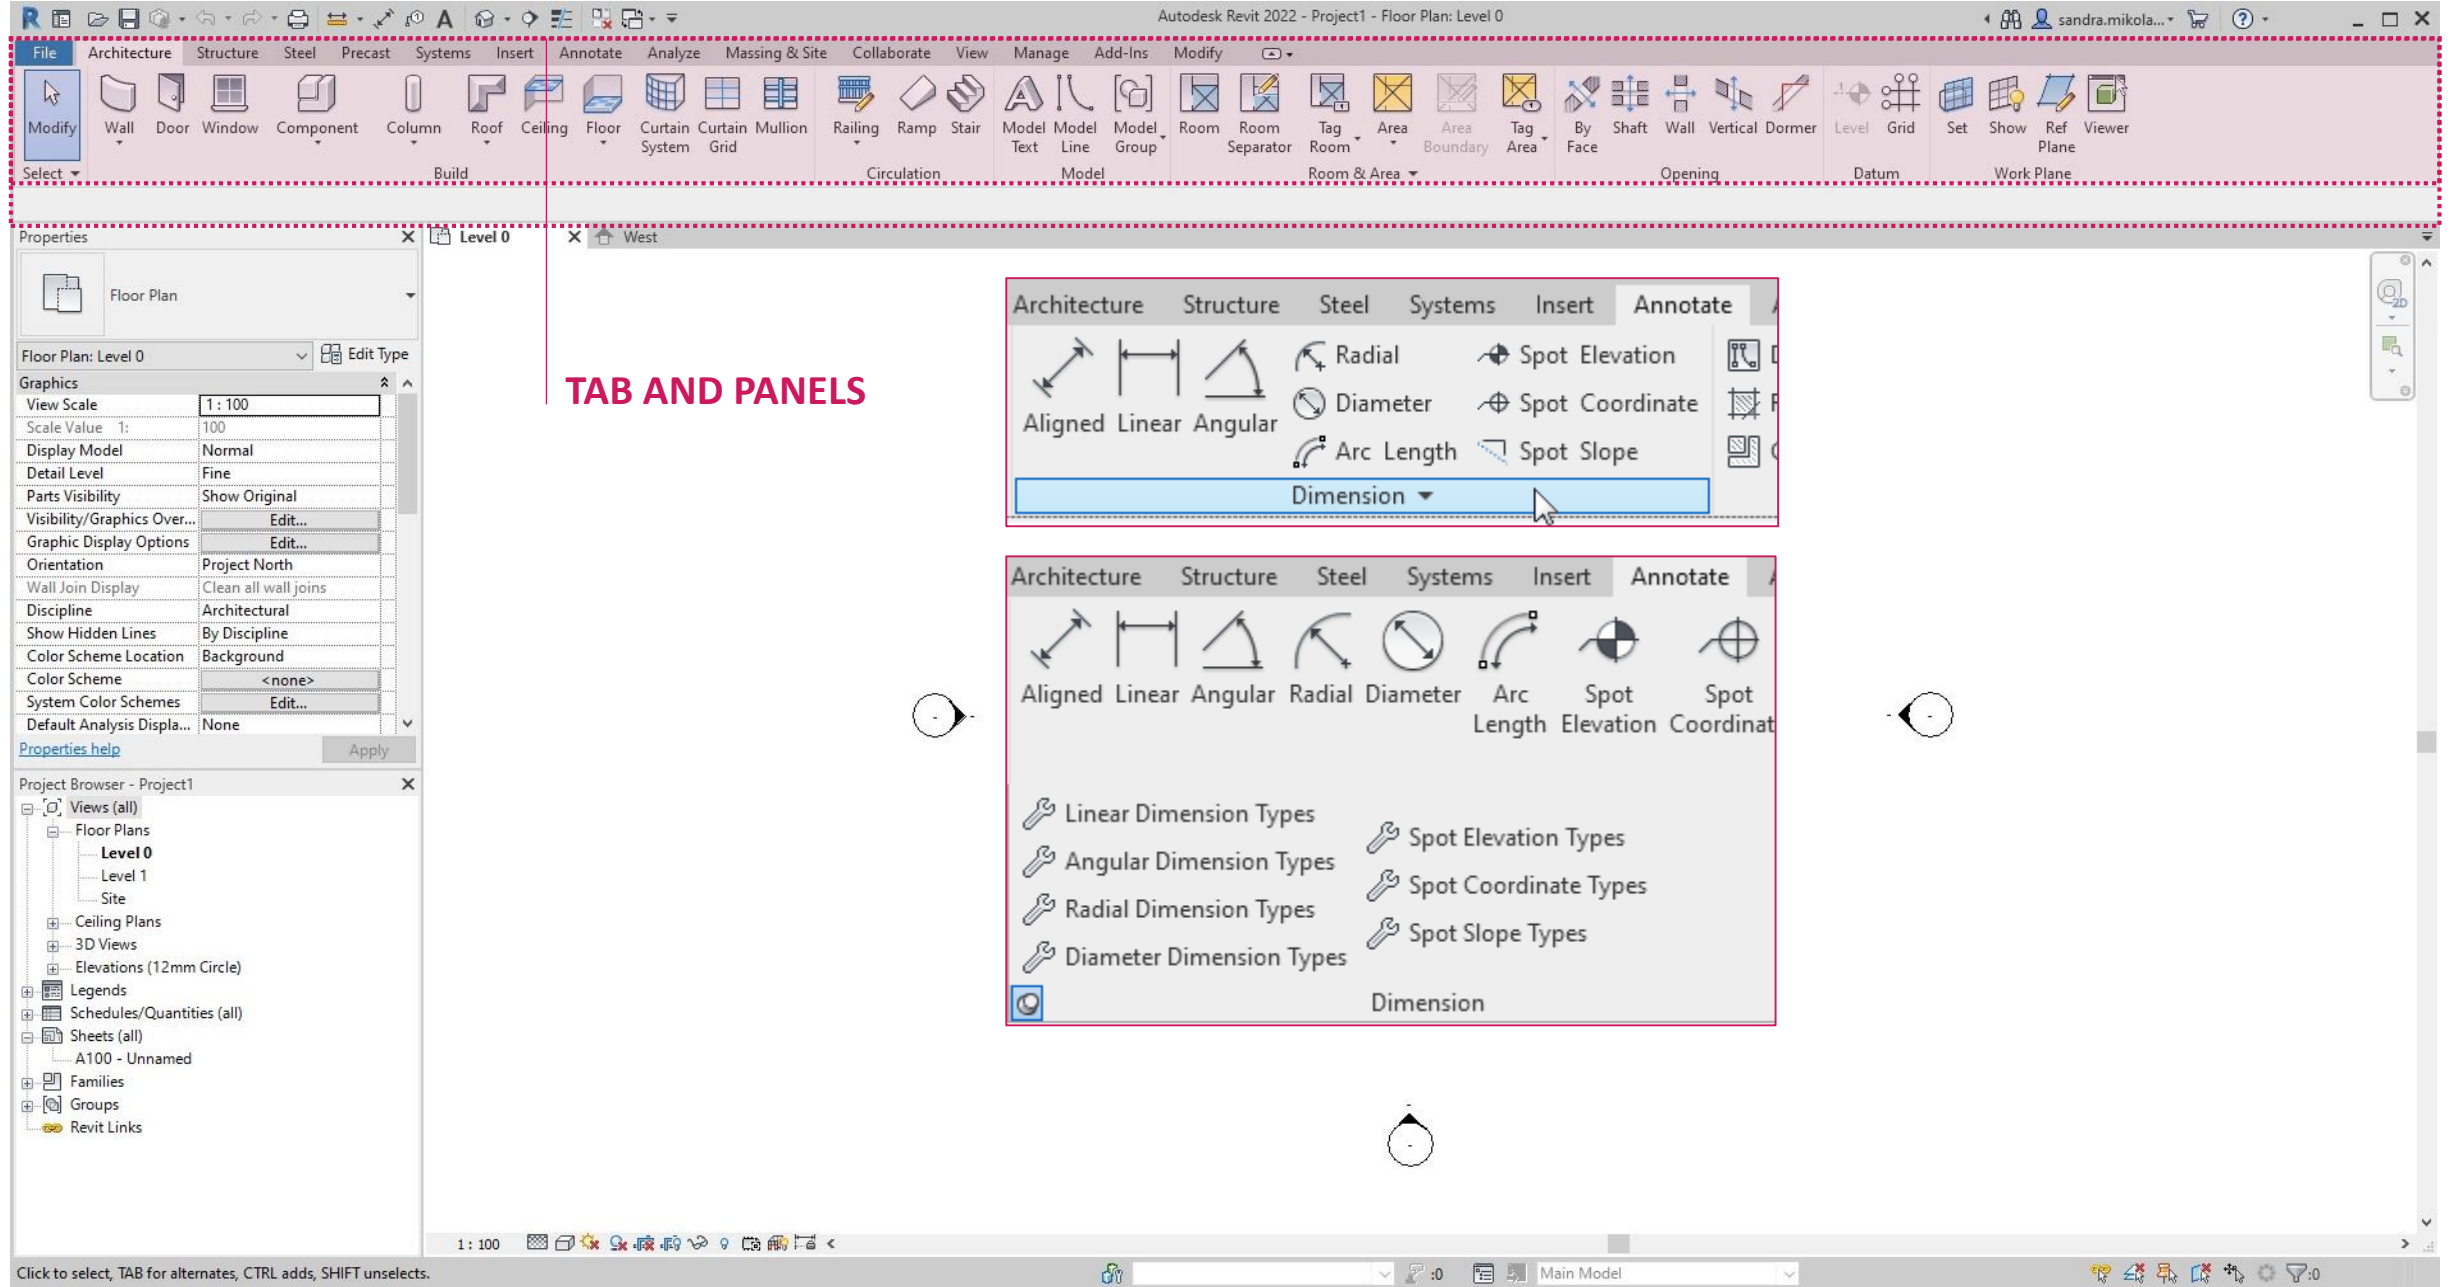 Autodesk Revit 2022 - Project1 - Floor Plan: Level 0
sandra.mikola...
File Architecture Structure Steel Precast Systems Insert Annotate Analyze Massing & Site Collaborate View Manage Add-Ins Modify
Modify Wall Door Window Component Column Roof Ceiling Floor Curtain System Curtain Grid Mullion Railing Ramp Stair Model Text Model Line Model Group Room Room Separator Tag Room Area Area Boundary Tag Area By Face Shaft Wall Vertical Dormer Level Grid Set Show Ref Plane Viewer
Select Build Circulation Model Room & Area Opening Datum Work Plane
Properties
Level 0
West
Floor Plan
Floor Plan: Level 0 Edit Type
Graphics
View Scale 1 : 100
Scale Value 1: 100
Display Model Normal
Detail Level Fine
Parts Visibility Show Original
Visibility/Graphics Over... Edit...
Graphic Display Options Edit...
Orientation Project North
Wall Join Display Clean all wall joins
Discipline Architectural
Show Hidden Lines By Discipline
Color Scheme Location Background
Color Scheme <none>
System Color Schemes Edit...
Default Analysis Displa... None
Properties help Apply
Project Browser - Project1
Views (all)
Floor Plans
Level 0
Level 1
Site
Ceiling Plans
3D Views
Elevations (12mm Circle)
Legends
Schedules/Quantities (all)
Sheets (all)
A100 - Unnamed
Families
Groups
Revit Links
TAB AND PANELS
Architecture Structure Steel Systems Insert Annotate
Aligned Linear Angular
Radial Spot Elevation
Diameter Spot Coordinate
Arc Length Spot Slope
Dimension
Architecture Structure Steel Systems Insert Annotate
Aligned Linear Angular Radial Diameter Arc Length Spot Elevation Spot Coordinat
Linear Dimension Types
Angular Dimension Types
Radial Dimension Types
Diameter Dimension Types
Spot Elevation Types
Spot Coordinate Types
Spot Slope Types
Dimension
2D
1 : 100
Click to select, TAB for alternates, CTRL adds, SHIFT unselects.
:0
Main Model
:0